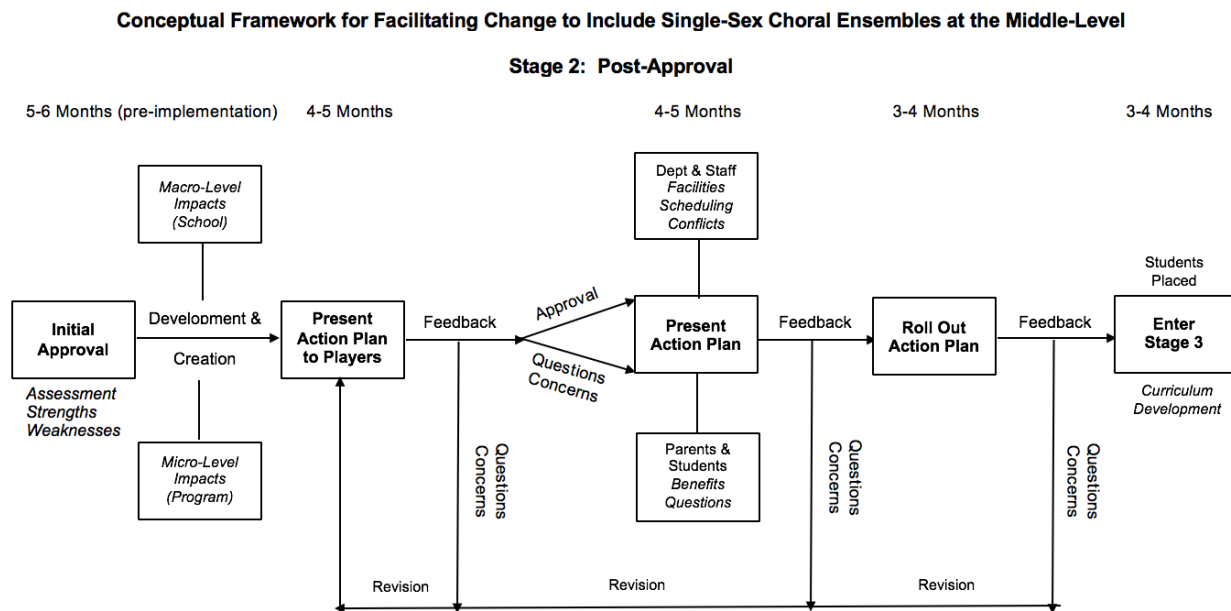 Conceptual Framework for Facilitating Change to Include Single-Sex Choral Ensembles at the Middle-Level
Stage 2: Post-Approval
5-6 Months (pre-implementation)
4-5 Months
4-5 Months
3-4 Months
3-4 Months
Macro-Level
Impacts
(School)
Dept & Staff
Facilities
Scheduling
Conflicts
Students
Placed
Initial
Approval
Development &
Creation
Present
Action Plan
to Players
Feedback
Approval
Questions
Concerns
Present
Action Plan
Feedback
Roll Out
Action Plan
Feedback
Enter
Stage 3
Assessment
Strengths
Weaknesses
Curriculum
Development
Micro-Level
Impacts
(Program)
Questions
Concerns
Parents &
Students
Benefits
Questions
Questions
Concerns
Questions
Concerns
Revision
Revision
Revision